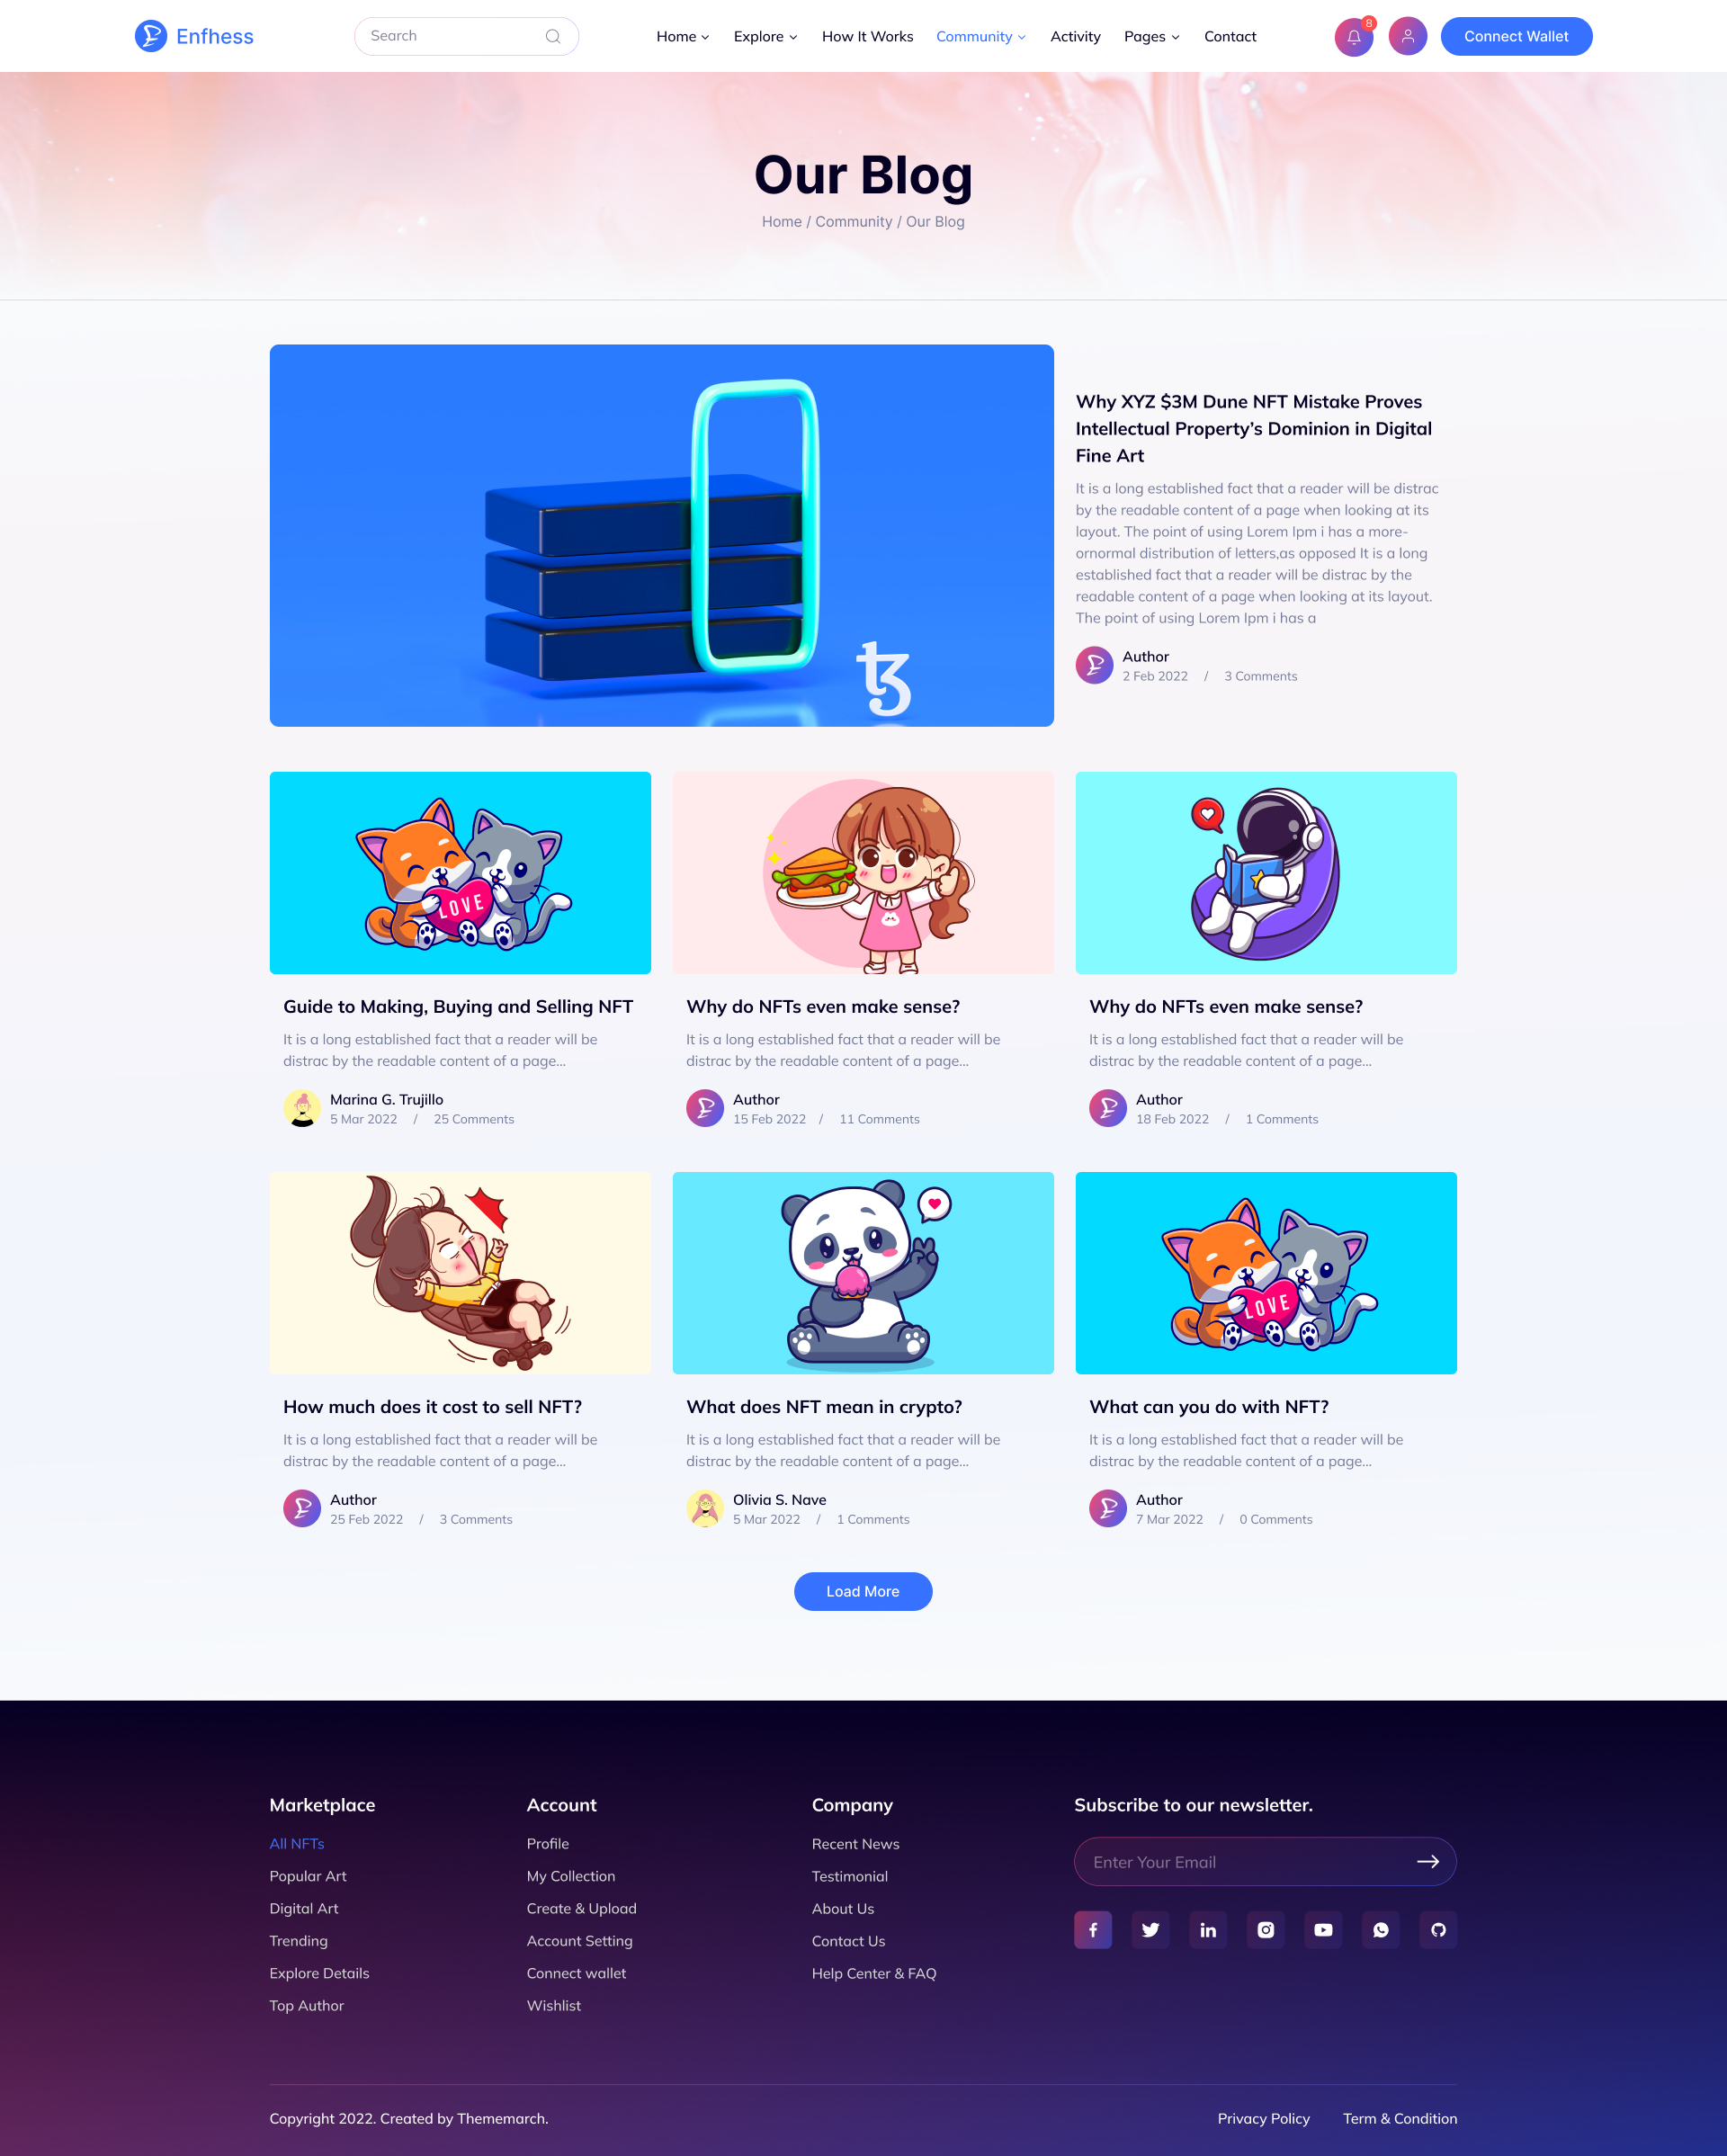 Enfhess
Search
Home
Explore
How It Works
Community
Activity
Pages
Contact
8
Connect Wallet
Our Blog
Home / Community / Our Blog
Why XYZ $3M Dune NFT Mistake Proves
Intellectual Property’s Dominion in Digital
Fine Art
It is a long established fact that a reader will be distrac
by the readable content of a page when looking at its
layout. The point of using Lorem Ipm i has a more-
ornormal distribution of letters,as opposed It is a long
established fact that a reader will be distrac by the
readable content of a page when looking at its layout.
The point of using Lorem Ipm i has a
Author
2 Feb 2022 / 3 Comments
LOVE
Guide to Making, Buying and Selling NFT
It is a long established fact that a reader will be
distrac by the readable content of a page...
Marina G. Trujillo
5 Mar 2022 / 25 Comments
Why do NFTs even make sense?
It is a long established fact that a reader will be
distrac by the readable content of a page...
Author
15 Feb 2022 / 11 Comments
Why do NFTs even make sense?
It is a long established fact that a reader will be
distrac by the readable content of a page...
Author
18 Feb 2022 / 1 Comments
How much does it cost to sell NFT?
It is a long established fact that a reader will be
distrac by the readable content of a page...
Author
25 Feb 2022 / 3 Comments
What does NFT mean in crypto?
It is a long established fact that a reader will be
distrac by the readable content of a page...
Olivia S. Nave
5 Mar 2022 / 1 Comments
LOVE
What can you do with NFT?
It is a long established fact that a reader will be
distrac by the readable content of a page...
Author
7 Mar 2022 / 0 Comments
Load More
Marketplace
All NFTs
Popular Art
Digital Art
Trending
Explore Details
Top Author
Account
Profile
My Collection
Create & Upload
Account Setting
Connect wallet
Wishlist
Company
Recent News
Testimonial
About Us
Contact Us
Help Center & FAQ
Subscribe to our newsletter.
Enter Your Email
Copyright 2022. Created by Thememarch.
Privacy Policy
Term & Condition